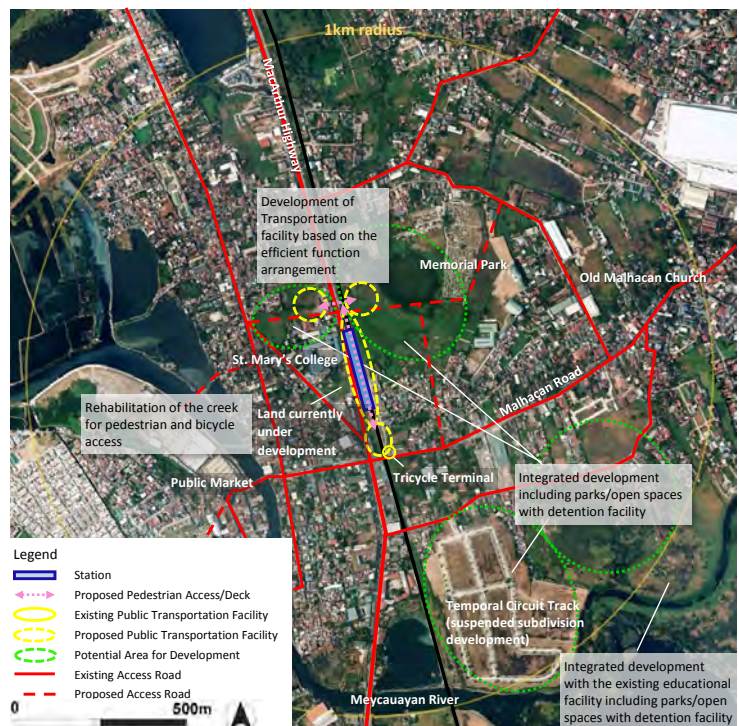 1km radius
MacArthur Highway
Development of
Transportation
facility based on the
efficient function
arrangement
Memorial Park
Old Malhacan Church
St. Mary's College
Malhacan Road
Rehabilitation of the creek
for pedestrian and bicycle
access
Land currently
under
development
Public Market
Tricycle Terminal
Integrated development
including parks/open spaces
with detention facility
Temporal Circuit Track
(suspended subdivision
development)
Integrated development
with the existing educational
facility including parks/open
spaces with detention facility
Meycauayan River
Legend
Station
Proposed Pedestrian Access/Deck
Existing Public Transportation Facility
Proposed Public Transportation Facility
Potential Area for Development
Existing Access Road
Proposed Access Road
0 500m